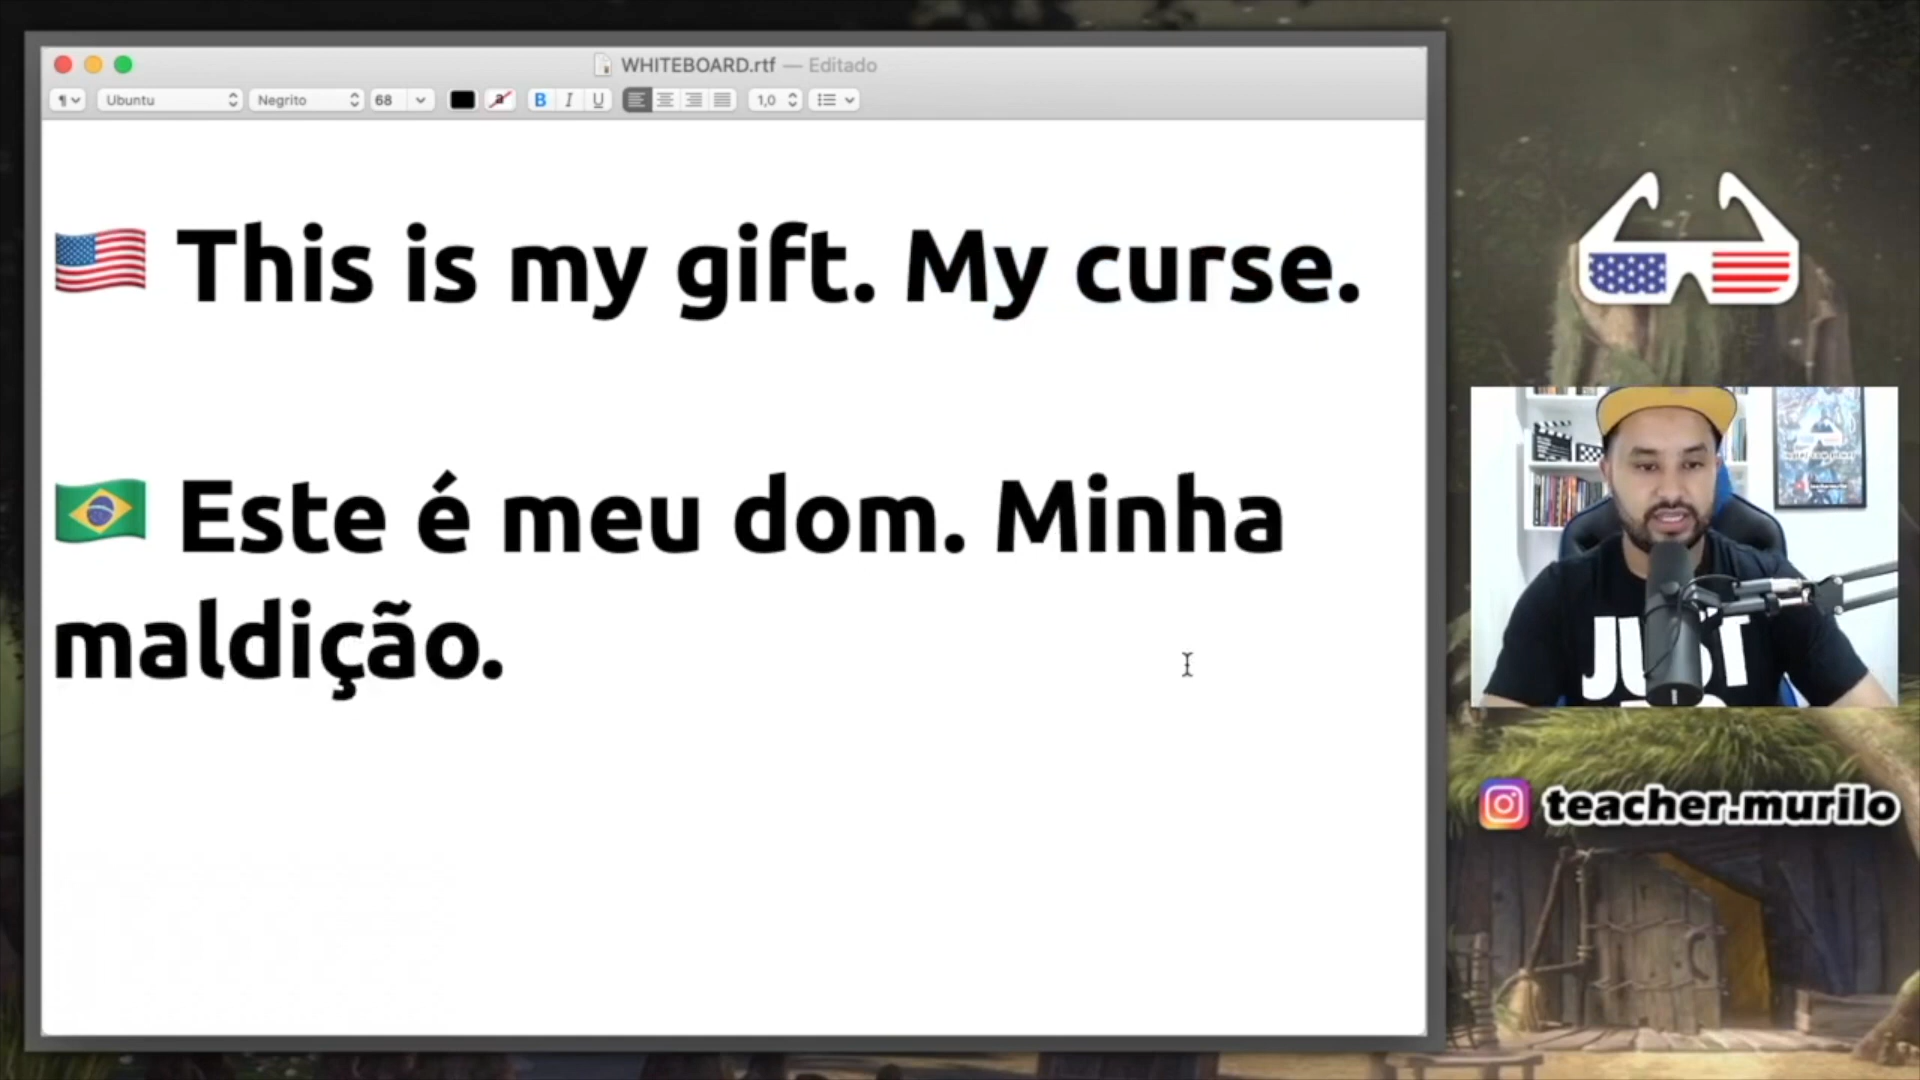 WHITEBOARD.rtf — Editado
Ubuntu Negrito 68 B I U 1,0
🇺🇸 This is my gift. My curse.
🇧🇷 Este é meu dom. Minha
maldição.
JUST
teacher.murilo